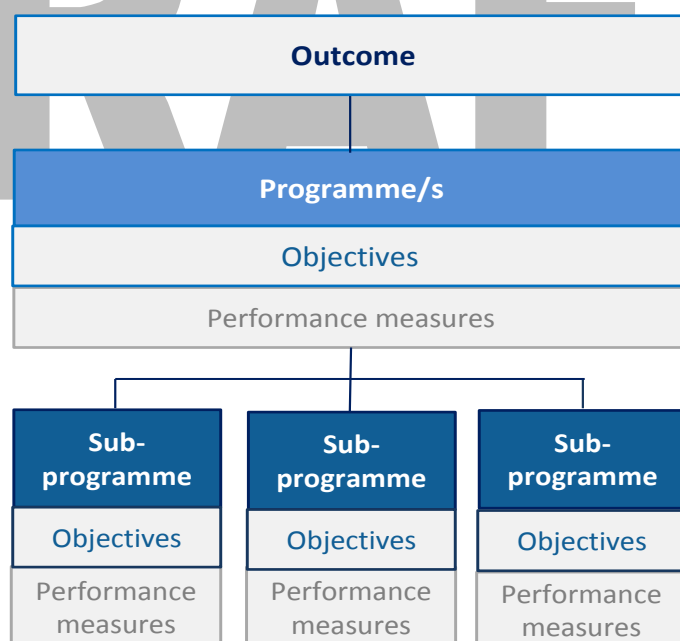 Outcome
Programme/s
Objectives
Performance measures
Sub-
programme
Objectives
Performance
measures
Sub-
programme
Objectives
Performance
measures
Sub-
programme
Objectives
Performance
measures